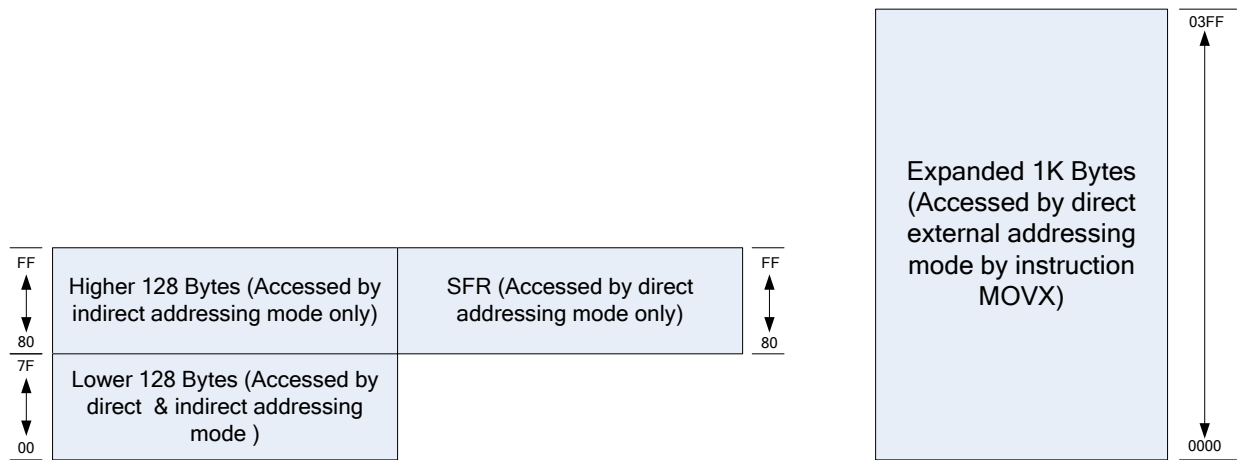 FF
80
7F
00
Higher 128 Bytes (Accessed by
indirect addressing mode only)
Lower 128 Bytes (Accessed by
direct & indirect addressing
mode )
SFR (Accessed by direct
addressing mode only)
FF
80
Expanded 1K Bytes
(Accessed by direct
external addressing
mode by instruction
MOVX)
03FF
0000